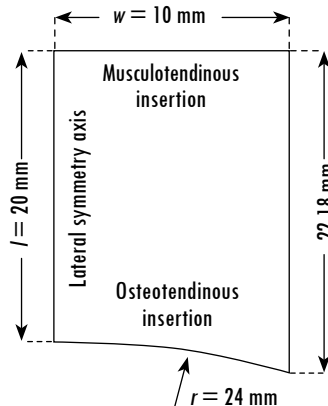 w = 10 mm
Musculotendinous
insertion
Lateral symmetry axis
l = 20 mm
22.18 mm
Osteotendinous
insertion
r = 24 mm